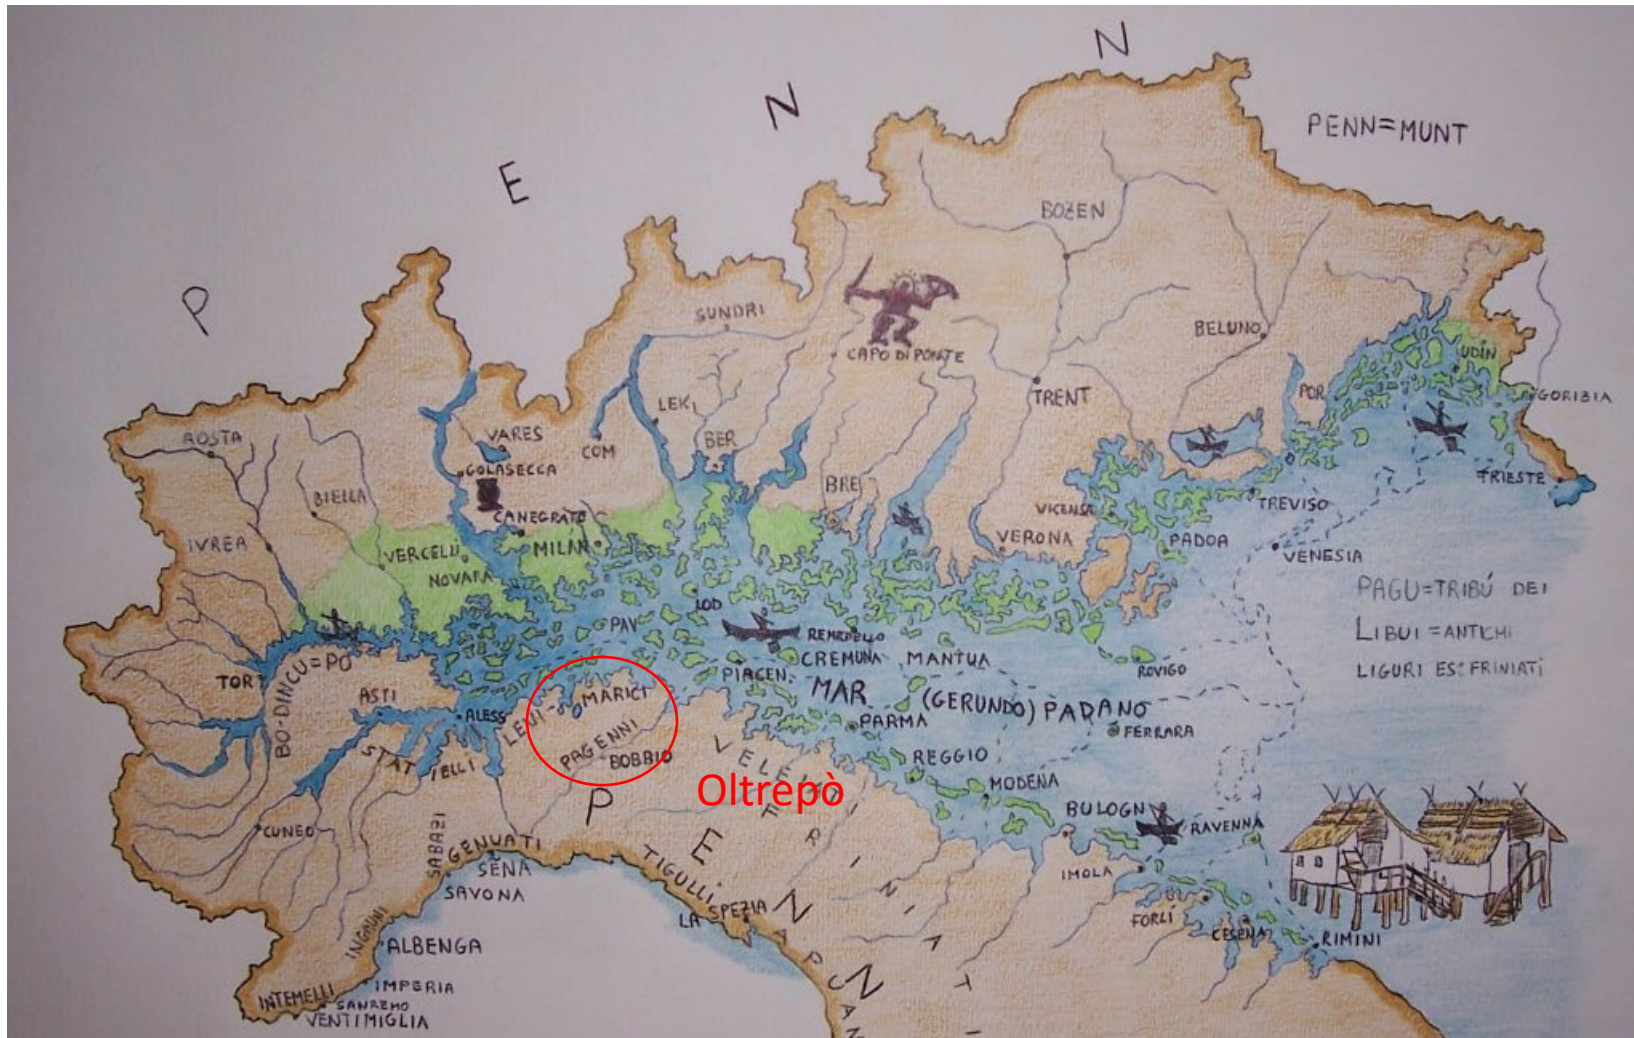 P E N N
PENN=MUNT
BOZEN
SUNDRI
BELUNO
CAPO DI PONTE
UDIN
TRENT
POR
GORIZIA
LEK
VARES
COM
BER
AOSTA
GOLASECCA
TRIESTE
BIELLA
BRE
TREVISO
CANEGRATE
VICENSA
IVREA
VERCELLI
MILAN
VERONA
PADOA
VENESIA
NOVARA
PAGU=TRIBÚ DEI
LIBUI=ANTICHI
LIGURI ES: FRINIATI
LOD
PAV
REMEDELLO
CREMUNA
MANTUA
ROVIGO
BO-DINCU=PO
TOR
ASTI
PIACEN.
MAR (GERUNDO) PADANO
LEVI-
MARICI
ALESS
PARMA
FERRARA
STATIELLI
PAGENNI
BOBBIO
VELEIATI
REGGIO
Oltrepò
MODENA
P E N N
BULOGN
RAVENNA
CUNEO
SABAZI
GENUATI
SĒNA
TIGULLI
FRINIATI
IMOLA
SAVONA
LA SPEZIA
APUAN
FORLÍ
CESENA
RIMINI
INGAUNI
ALBENGA
IMPERIA
INTEMELLI
SANREMO
VENTIMIGLIA